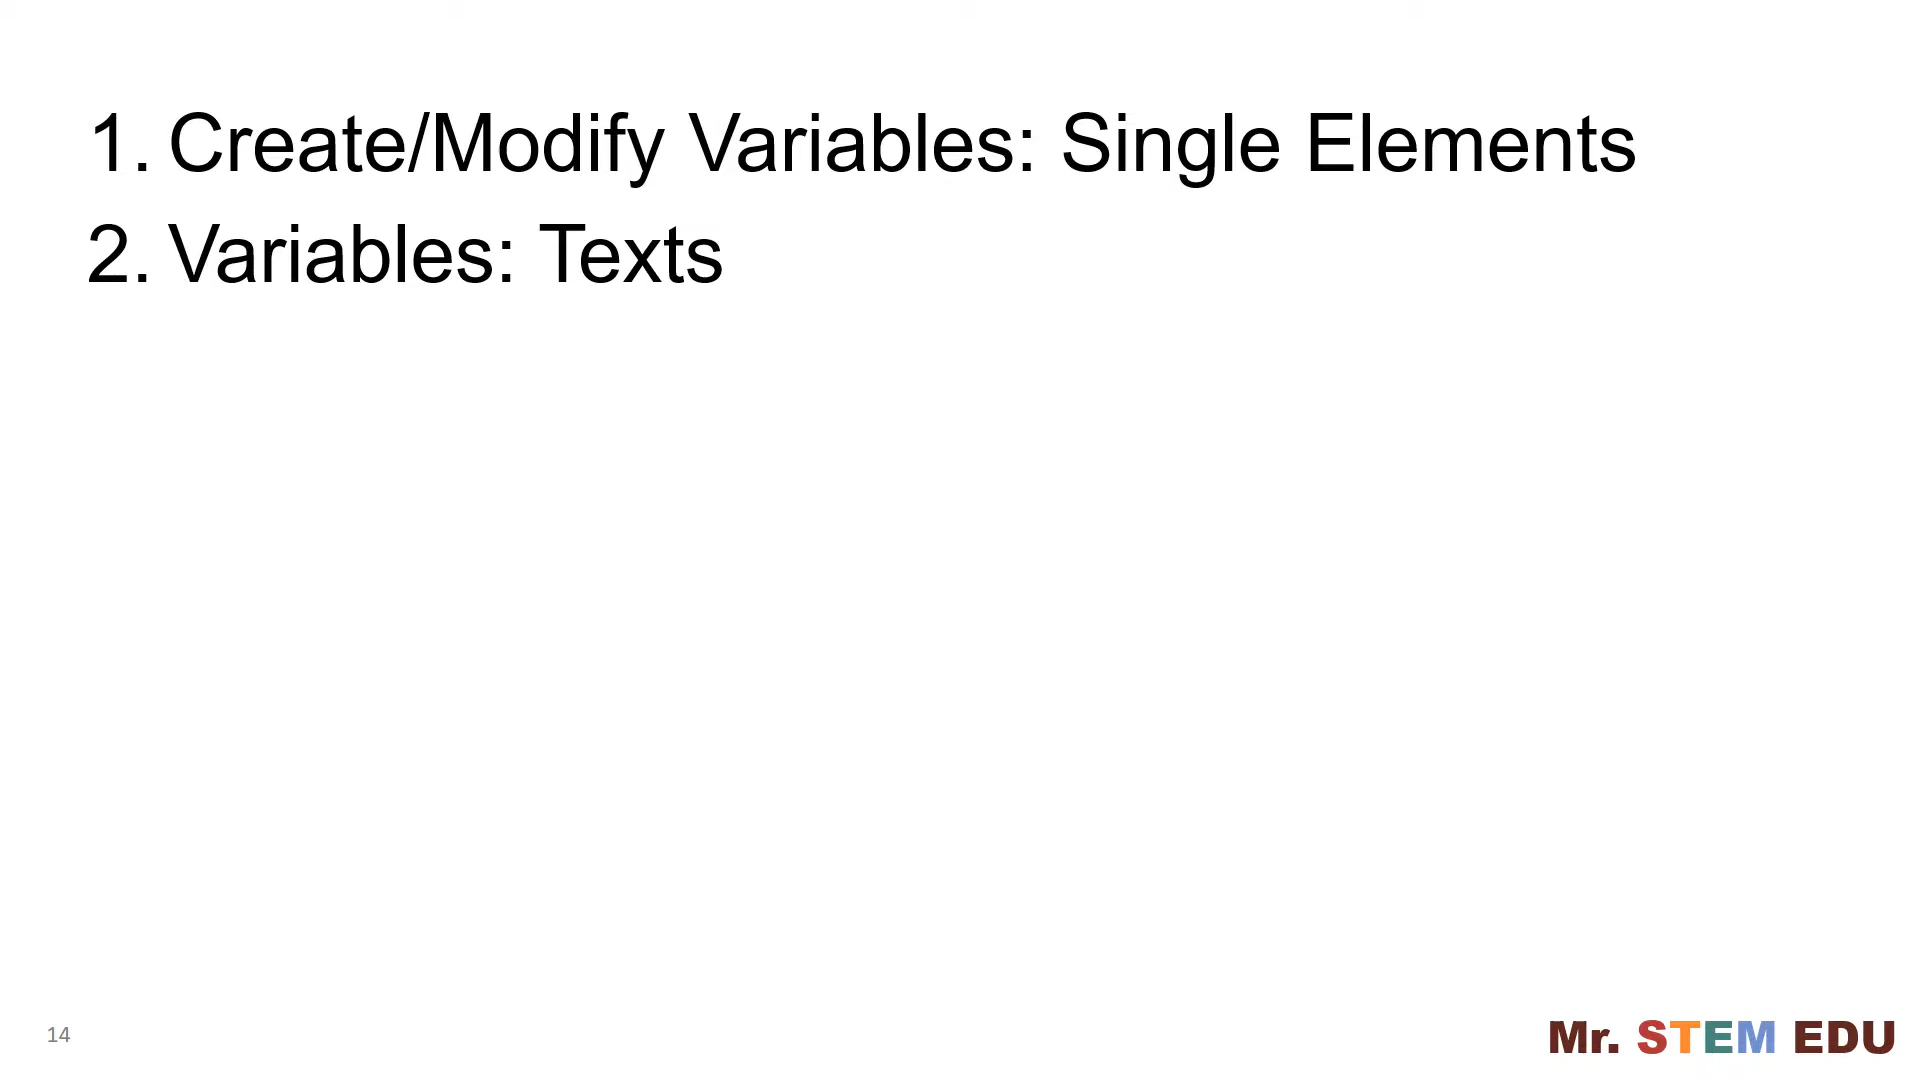 1. Create/Modify Variables: Single Elements
2. Variables: Texts
14
Mr. STEM EDU